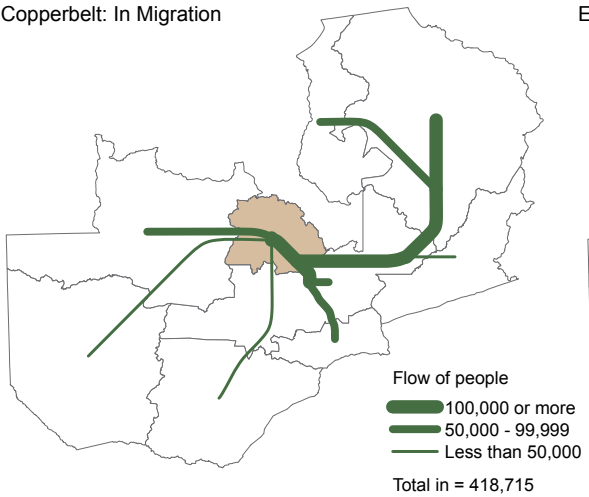 Copperbelt: In Migration
E
Flow of people
100,000 or more
50,000 - 99,999
Less than 50,000
Total in = 418,715